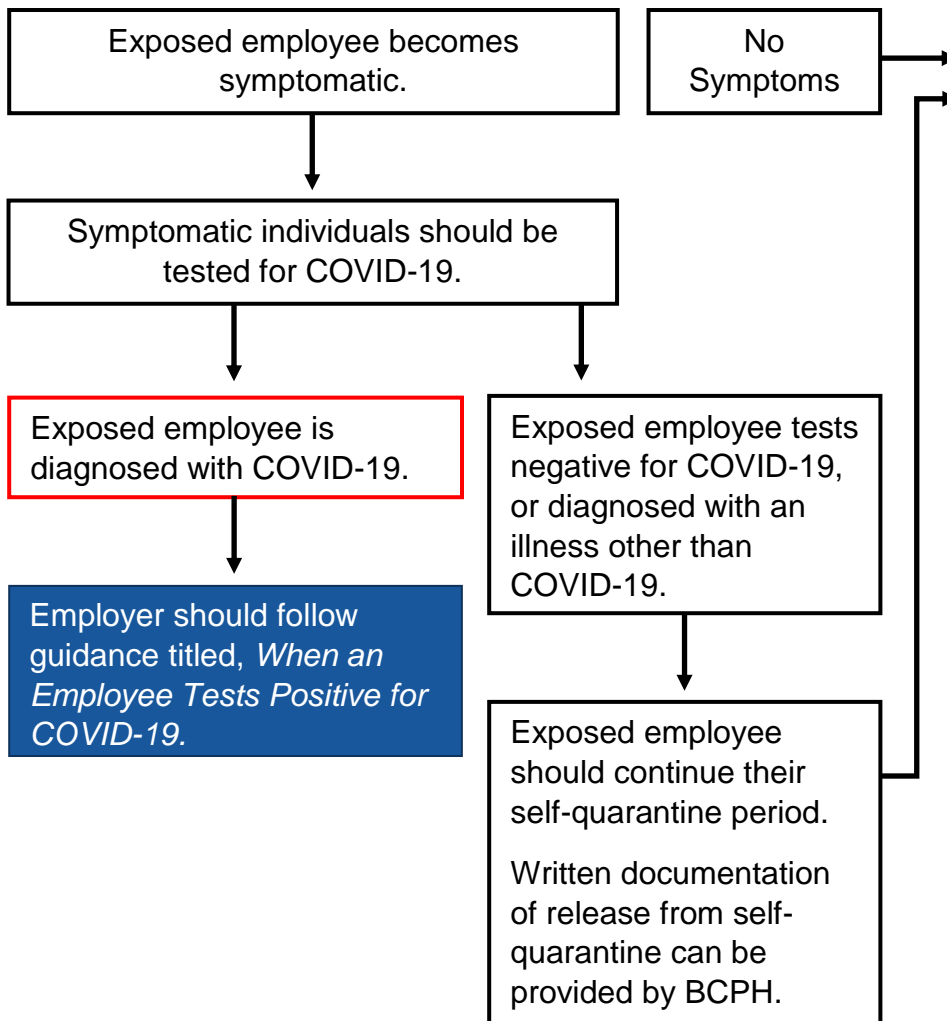 Exposed employee becomes
symptomatic.
No
Symptoms
Symptomatic individuals should be
tested for COVID-19.
Exposed employee is
diagnosed with COVID-19.
Exposed employee tests
negative for COVID-19,
or diagnosed with an
illness other than
COVID-19.
Employer should follow
guidance titled, When an
Employee Tests Positive for
COVID-19.
Exposed employee
should continue their
self-quarantine period.
Written documentation
of release from self-
quarantine can be
provided by BCPH.